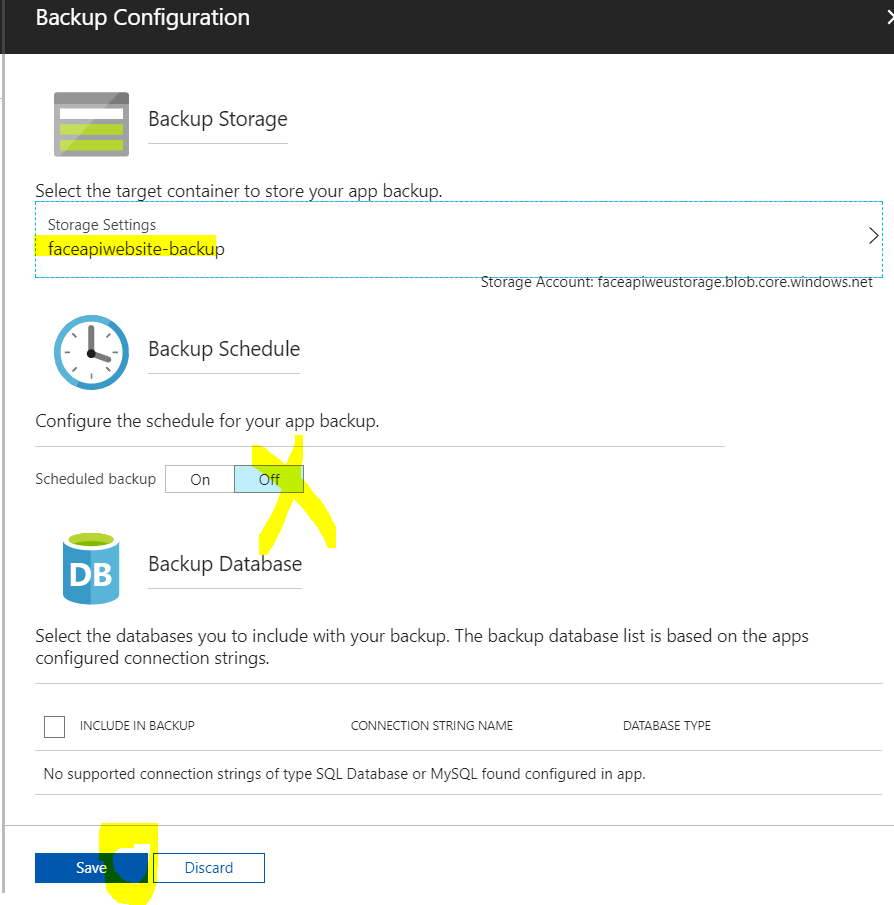 Backup Configuration
Backup Storage
Select the target container to store your app backup.
Storage Settings
faceapiwebsite-backup
Storage Account: faceapiweustorage.blob.core.windows.net
Backup Schedule
Configure the schedule for your app backup.
Scheduled backup On Off
DB Backup Database
Select the databases you to include with your backup. The backup database list is based on the apps
configured connection strings.
INCLUDE IN BACKUP CONNECTION STRING NAME DATABASE TYPE
No supported connection strings of type SQL Database or MySQL found configured in app.
Save Discard